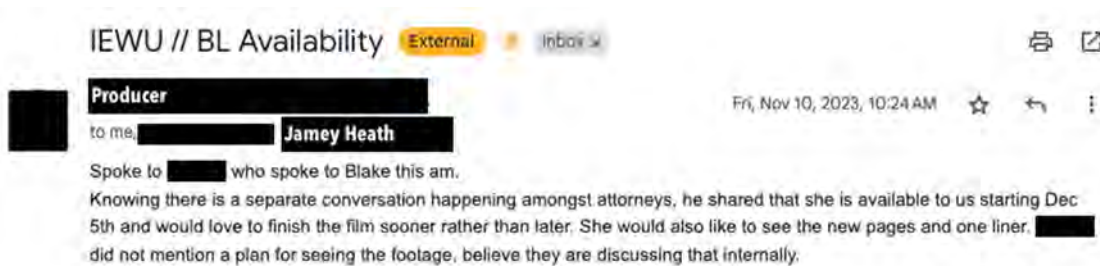 IEWU // BL Availability External Inbox
Producer
Fri, Nov 10, 2023, 10:24 AM
to me, Jamey Heath
Spoke to who spoke to Blake this am.
Knowing there is a separate conversation happening amongst attorneys, he shared that she is available to us starting Dec
5th and would love to finish the film sooner rather than later. She would also like to see the new pages and one liner.
did not mention a plan for seeing the footage, believe they are discussing that internally.